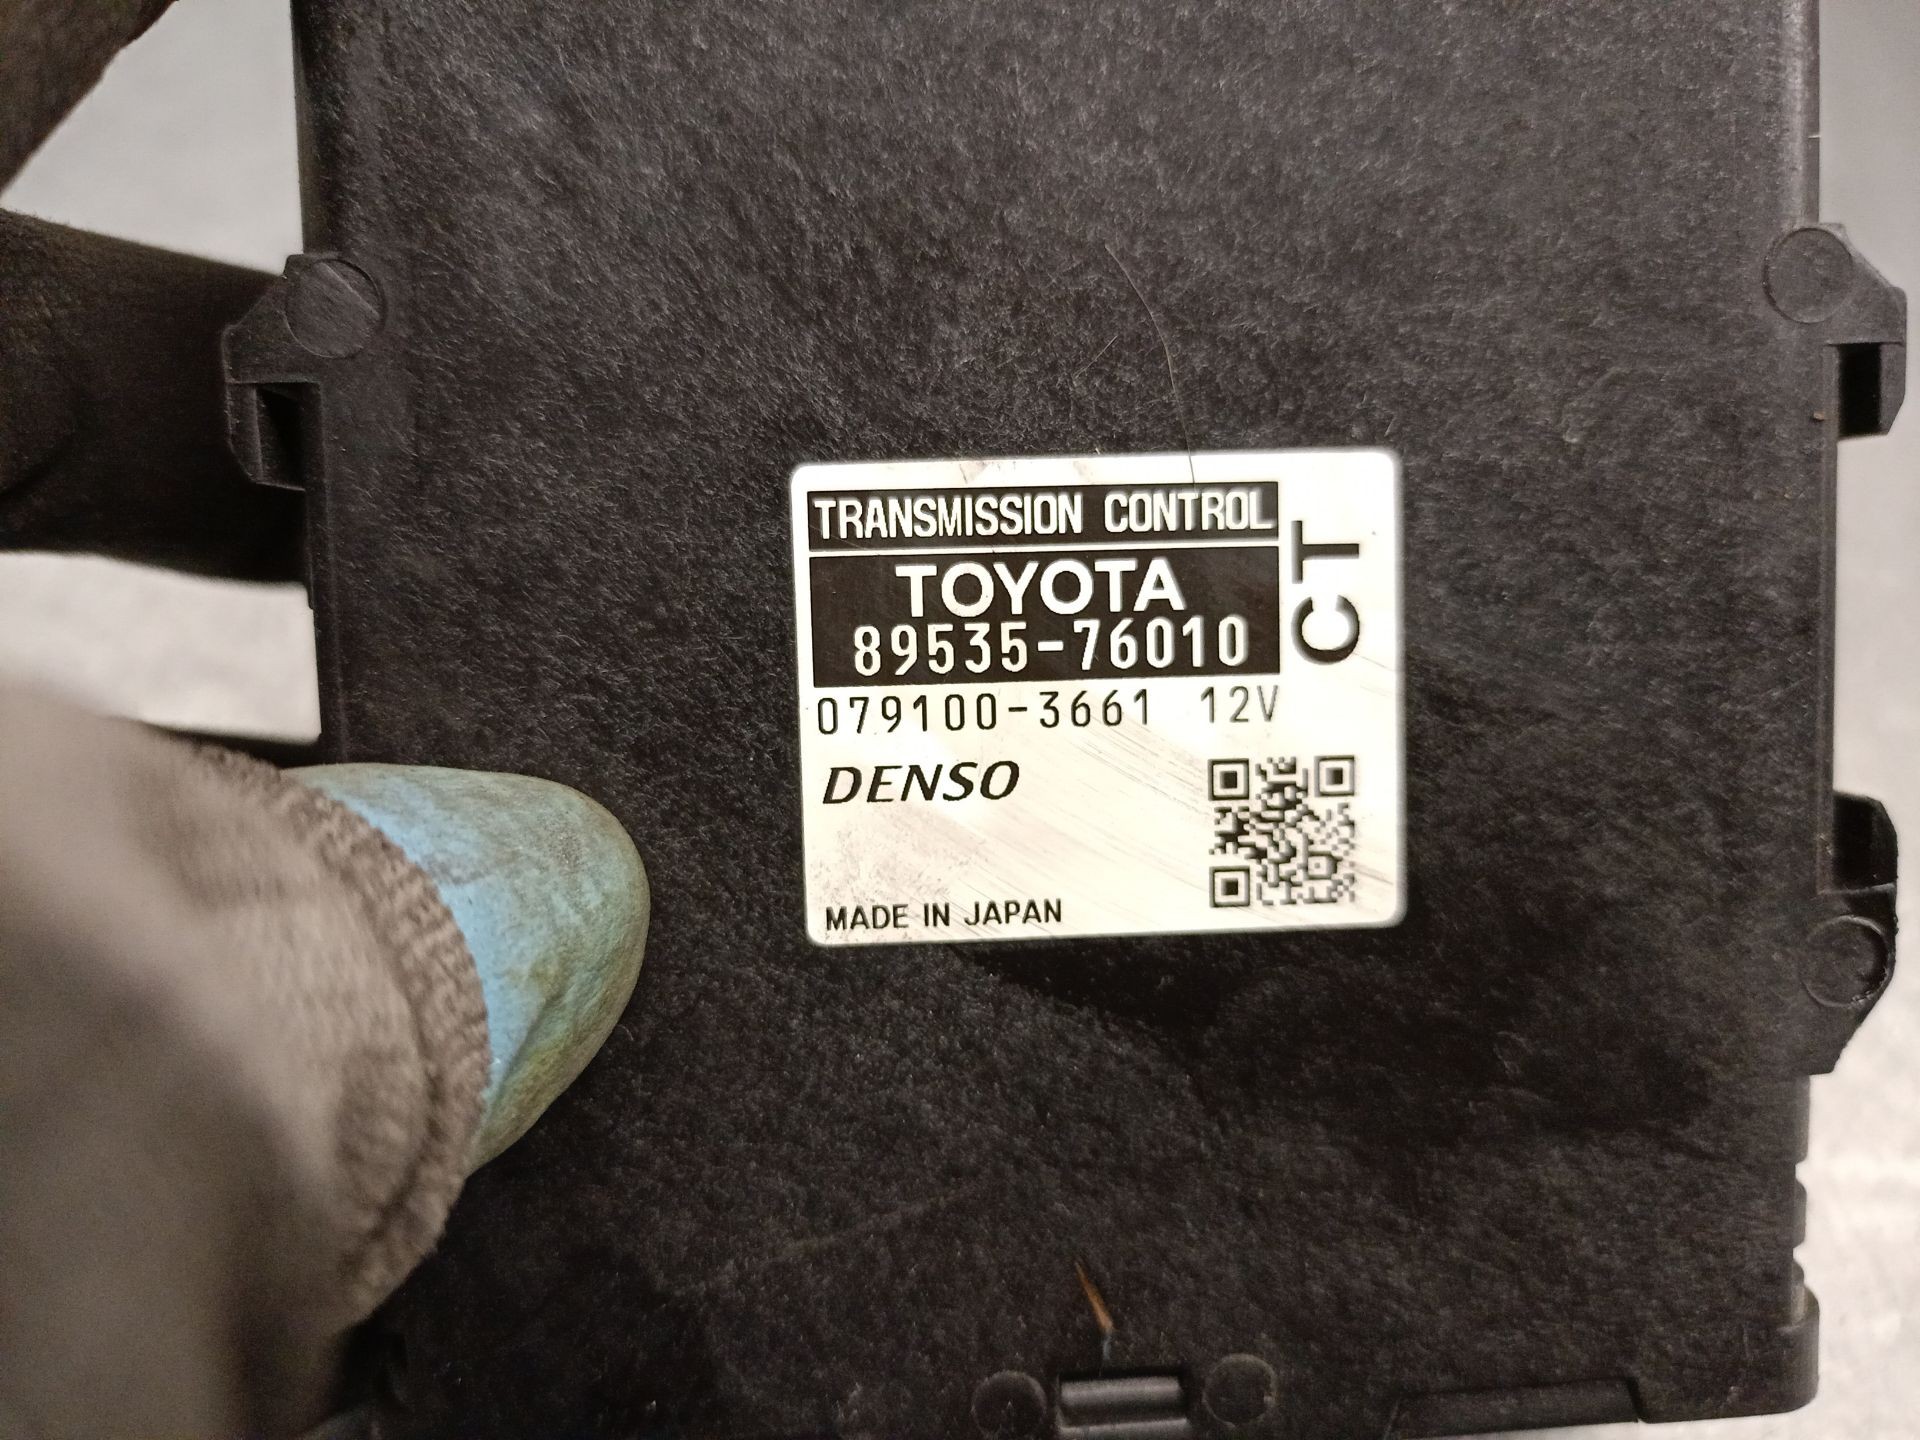 TRANSMISSION CONTROL
TOYOTA
89535-76010
CT
079100-3661 12V
DENSO
MADE IN JAPAN